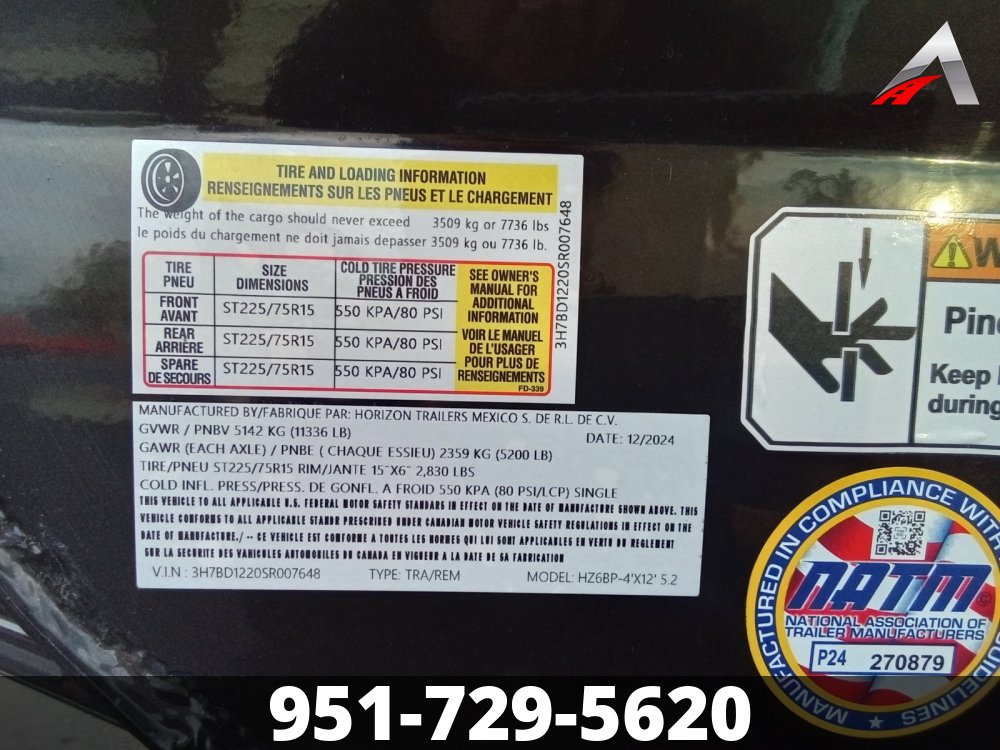 TIRE AND LOADING INFORMATION
RENSEIGNEMENTS SUR LES PNEUS ET LE CHARGEMENT
The weight of the cargo should never exceed 3509 kg or 7736 lbs
le poids du chargement ne doit jamais depasser 3509 kg ou 7736 lb.
TIRE PNEU
SIZE DIMENSIONS
COLD TIRE PRESSURE PRESSION DES PNEUS A FROID
FRONT AVANT ST225/75R15 550 KPA/80 PSI
REAR ARRIÈRE ST225/75R15 550 KPA/80 PSI
SPARE DE SECOURS ST225/75R15 550 KPA/80 PSI
SEE OWNER'S
MANUAL FOR
ADDITIONAL
INFORMATION
VOIR LE MANUEL
DE L'USAGER
POUR PLUS DE
RENSEIGNEMENTS
FD-339
3H7BD1220SR007648
MANUFACTURED BY/FABRIQUE PAR: HORIZON TRAILERS MEXICO S. DE R.L. DE C.V.
GVWR / PNBV 5142 KG (11336 LB) DATE: 12/2024
GAWR (EACH AXLE) / PNBE ( CHAQUE ESSIEU) 2359 KG (5200 LB)
TIRE/PNEU ST225/75R15 RIM/JANTE 15"X6" 2,830 LBS
COLD INFL. PRESS/PRESS. DE GONFL. A FROID 550 KPA (80 PSI/LCP) SINGLE
THIS VEHICLE TO ALL APPLICABLE U.S. FEDERAL MOTOR SAFETY STANDARS IN EFFECT ON THE DATE OF MANUFACTURE SHOWN ABOVE. THIS
VEHICLE CONFORMS TO ALL APPLICABLE STANDR PRESCRIBED UNDER CANADIAN MOTOR VEHICLE SAFETY REGULATIONS IN EFFECT ON THE
DATE OF MANUFACTURE./ -- CE VEHICLE EST CONFORME A TOUTES LES NORMES QUI LUI SONT APPLICABLES EN VERTU DU REGLEMENT
SUR LA SECURITE DES VAHICULES AUTOMOBILES DU CANADA EN VIGUEUR A LA DATE DE SA FABRICATION
V.I.N : 3H7BD1220SR007648 TYPE: TRA/REM MODEL: HZ6BP-4'X12' 5.2
Keep
during
MANUFACTURED IN COMPLIANCE WITH
GUIDELINES
NATM
NATIONAL ASSOCIATION OF
TRAILER MANUFACTURERS
P24 270879
951-729-5620